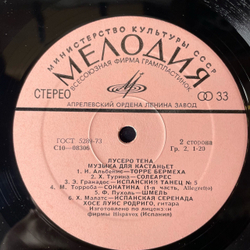 МИНИСТЕРСТВО КУЛЬТУРЫ СССР
МЕЛОДИЯ
ВСЕСОЮЗНАЯ ФИРМА ГРАМПЛАСТИНОК
СТЕРЕО
33
АПРЕЛЕВСКИЙ ОРДЕНА ЛЕНИНА ЗАВОД
ГОСТ 5289-73
С10—08306
2 сторона
Гр. 2, 1-25
ЛУСЕРО ТЕНА
МУЗЫКА ДЛЯ КАСТАНЬЕТ
1. И. Альбенис—ТОРРЕ БЕРМЕХА
2. Х. Турина—СОЛЕАРЕС
3. Э. Гранадос—ИСПАНСКИЙ ТАНЕЦ № 5
4. М. Торроба—СОНАТИНА (1-я часть, Allegretto)
5. Ф. Пухоль—ШМЕЛЬ
6. Х. Малатс—ИСПАНСКАЯ СЕРЕНАДА
ХОСЕ ЛУИС РОДРИГО, гитара
Изготовлено по лицензии
фирмы Испавох (Испания)